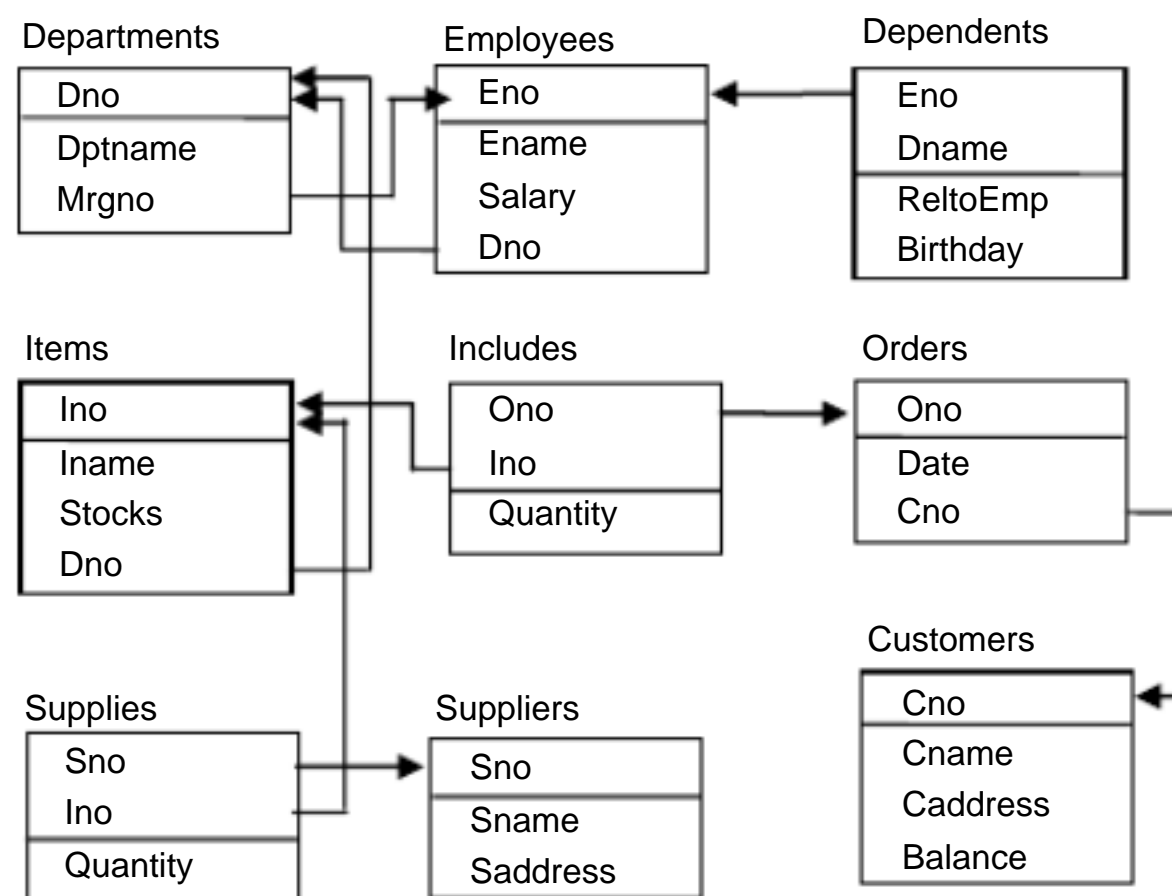 Departments
Dno
Dptname
Mrgno
Employees
Eno
Ename
Salary
Dno
Dependents
Eno
Dname
ReltoEmp
Birthday
Items
Ino
Iname
Stocks
Dno
Includes
Ono
Ino
Quantity
Orders
Ono
Date
Cno
Supplies
Sno
Ino
Quantity
Suppliers
Sno
Sname
Saddress
Customers
Cno
Cname
Caddress
Balance